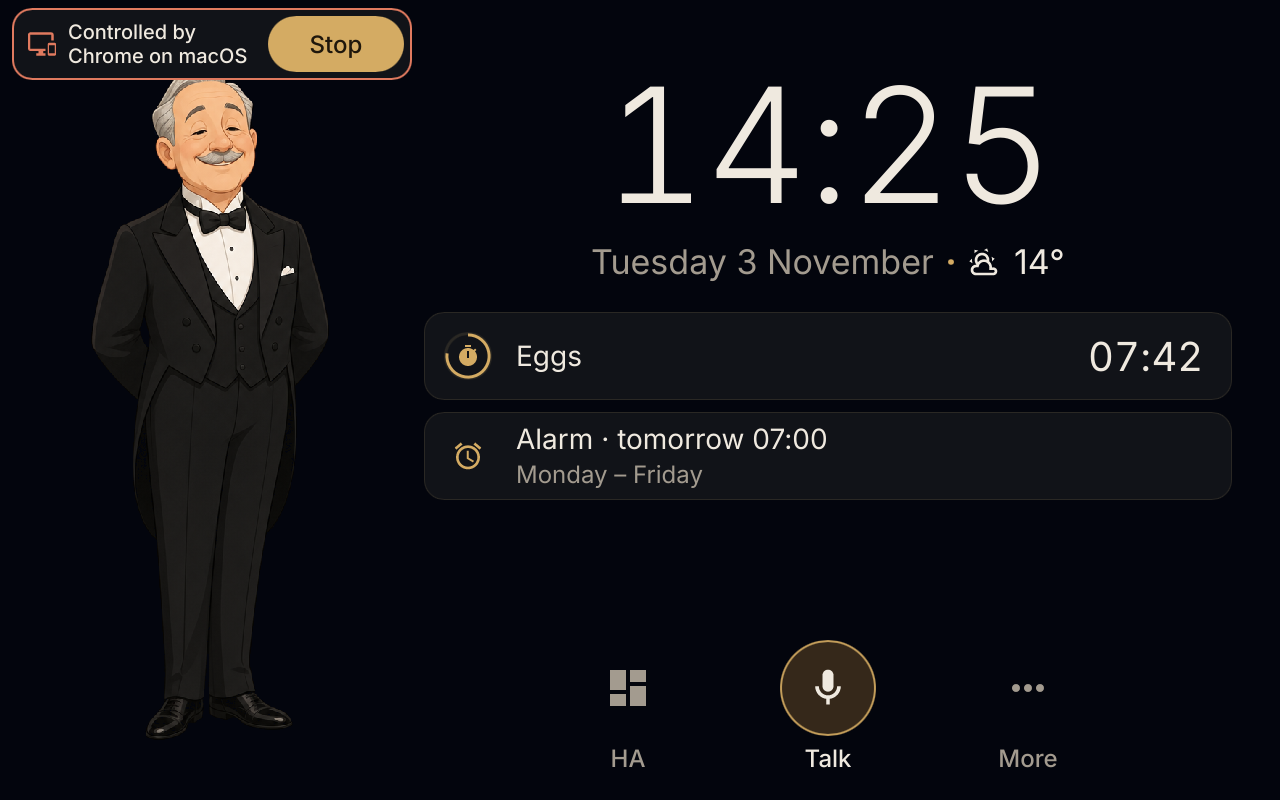 Controlled by
Chrome on macOS
Stop
14:25
Tuesday 3 November • 14°
Eggs
07:42
Alarm · tomorrow 07:00
Monday – Friday
HA
Talk
More